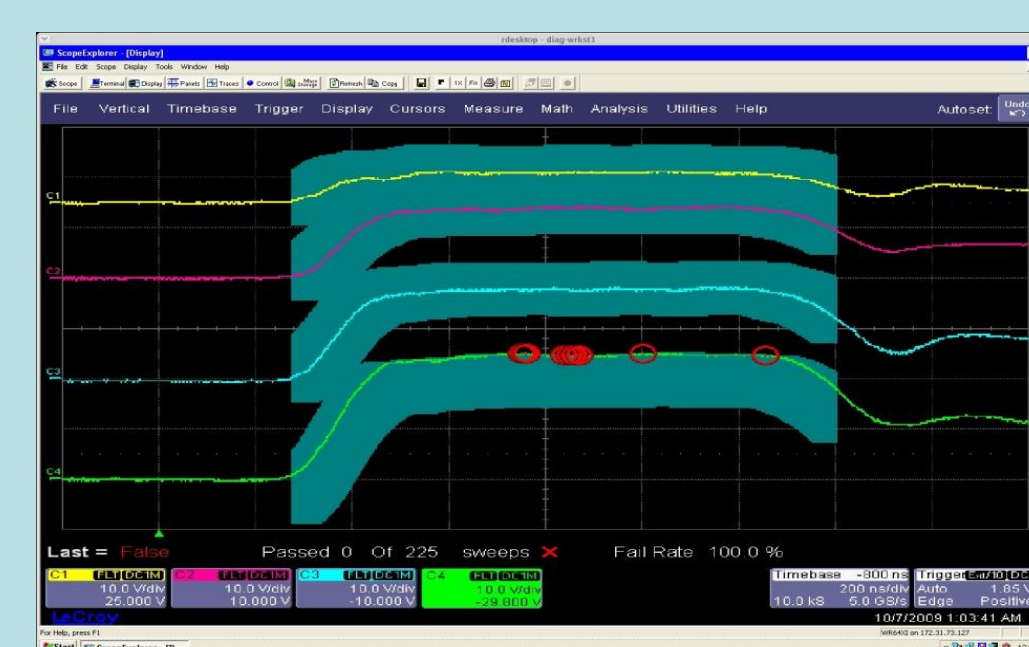 rdesktop - diag-wrkst3
ScopeExplorer - [Display]
File Edit Scope Display Tools Window Help
Scope Terminal Display Panels Traces Control Refresh Copy 1X
File Vertical Timebase Trigger Display Cursors Measure Math Analysis Utilities Help Autoset: Undo
C1
C2
C3
C4
Last = False Passed 0 Of 225 sweeps X Fail Rate 100.0 %
C1 FLT DC1M C2 FLT DC1M C3 FLT DC1M C4 FLT DC1M Timebase -800 ns Trigger Ext/10 DC
10.0 V/div 10.0 V/div 10.0 V/div 10.0 V/div 200 ns/div Auto 1.85 V
25.000 V 10.000 V -10.000 V -29.800 V 10.0 kS 5.0 GS/s Edge Positive
LeCroy 10/7/2009 1:03:41 AM
For Help, press F1 WR64XI on 172.31.73.127
Start